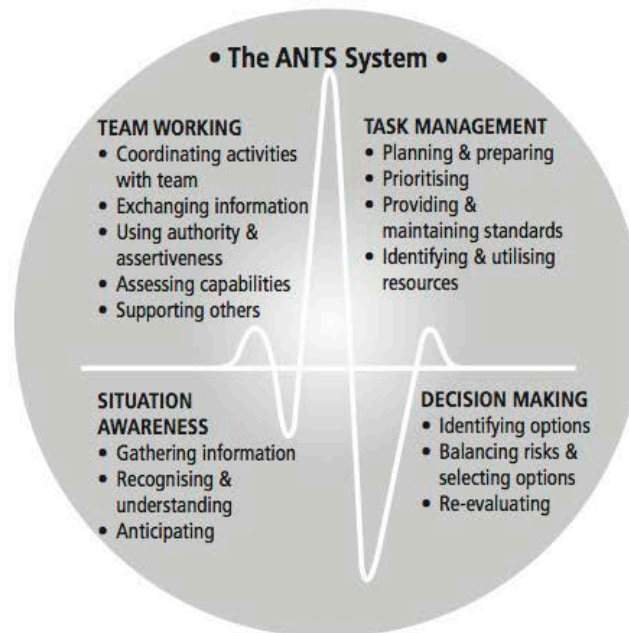 • The ANTS System •
TEAM WORKING
• Coordinating activities
with team
• Exchanging information
• Using authority &
assertiveness
• Assessing capabilities
• Supporting others
TASK MANAGEMENT
• Planning & preparing
• Prioritising
• Providing &
maintaining standards
• Identifying & utilising
resources
SITUATION
AWARENESS
• Gathering information
• Recognising &
understanding
• Anticipating
DECISION MAKING
• Identifying options
• Balancing risks &
selecting options
• Re-evaluating